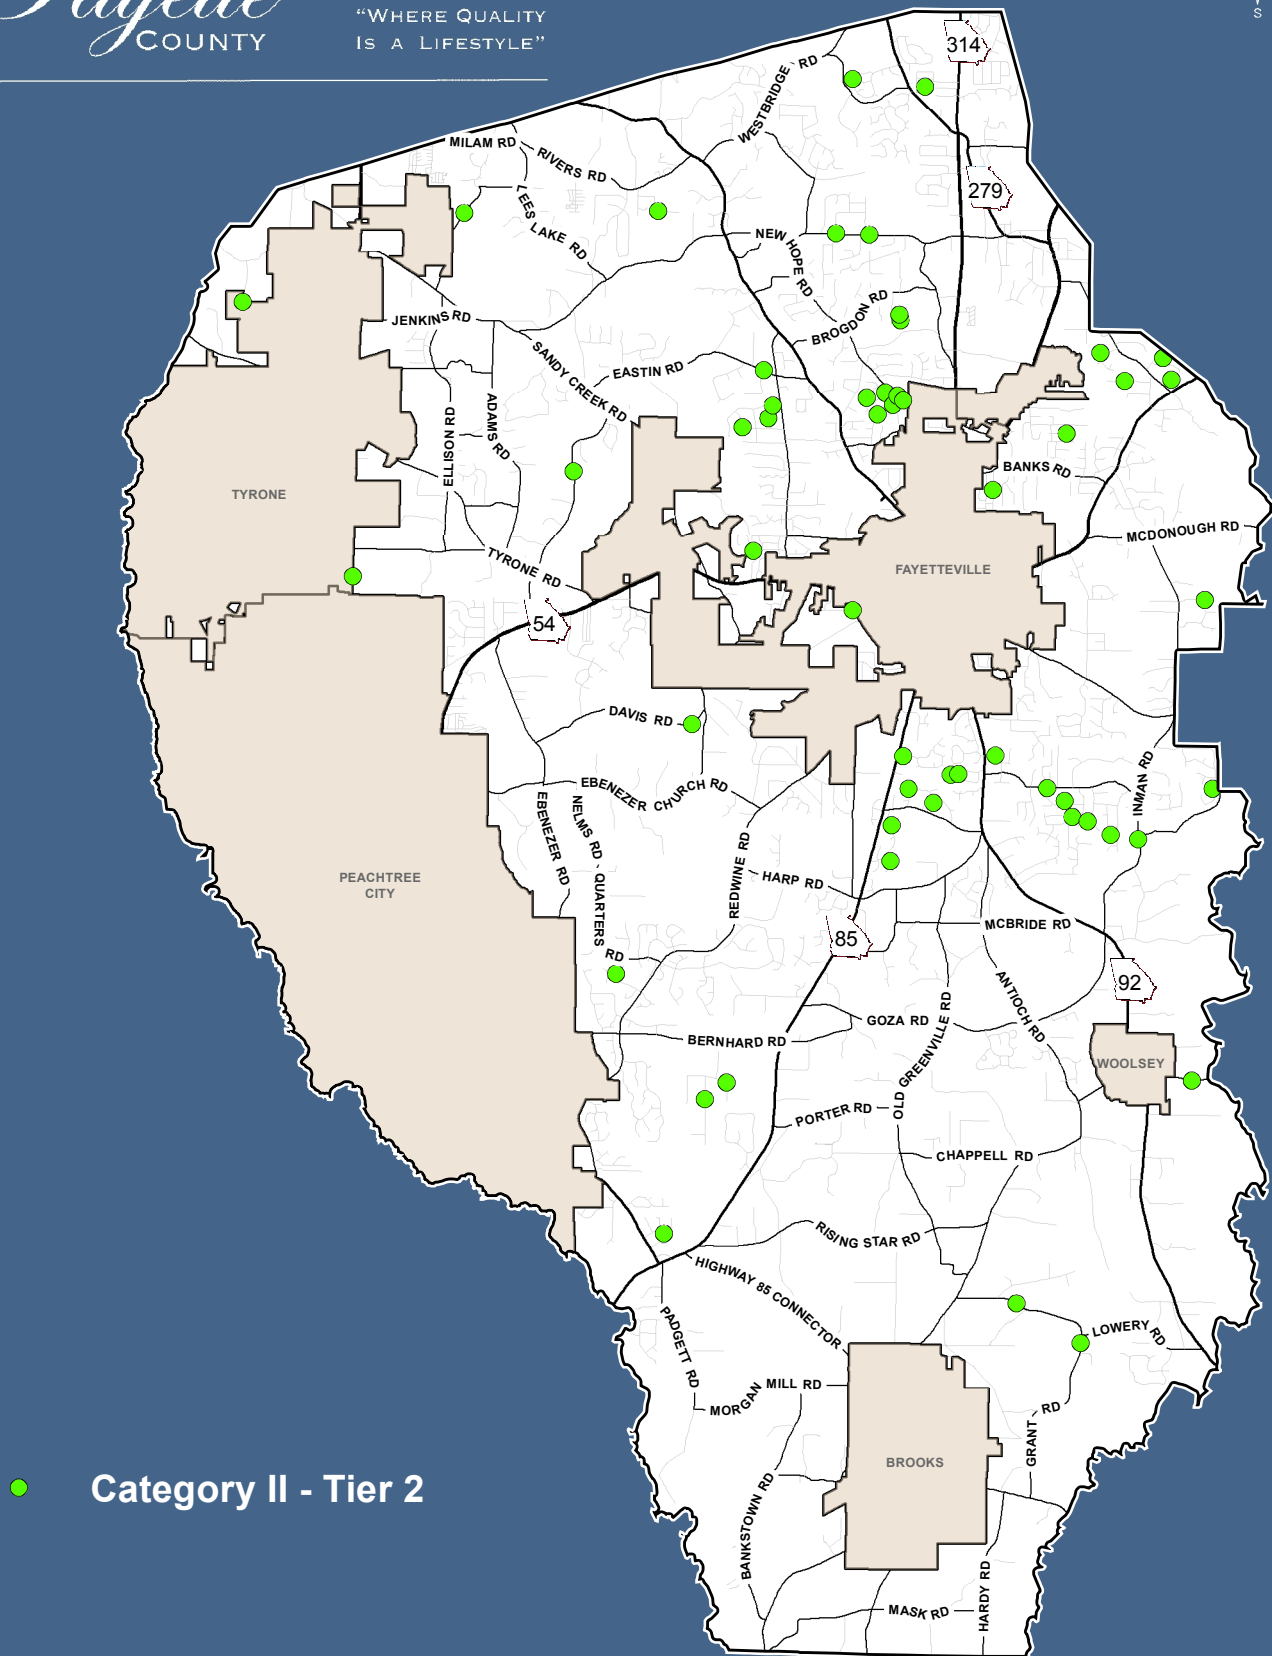 Fayette
COUNTY
“WHERE QUALITY
IS A LIFESTYLE”
S
314
WESTBRIDGE RD
MILAM RD
RIVERS RD
279
LEES LAKE RD
NEW HOPE RD
JENKINS RD
BROGDON RD
SANDY CREEK RD
EASTIN RD
ADAMS RD
ELLISON RD
BANKS RD
TYRONE
MCDONOUGH RD
TYRONE RD
FAYETTEVILLE
54
DAVIS RD
INMAN RD
EBENEZER CHURCH RD
EBENEZER RD
NELMS RD
QUARTERS RD
REDWINE RD
HARP RD
PEACHTREE
CITY
MCBRIDE RD
85
92
ANTIOCH RD
GOZA RD
OLD GREENVILLE RD
BERNHARD RD
WOOLSEY
PORTER RD
CHAPPELL RD
RISING STAR RD
HIGHWAY 85 CONNECTOR
PADGETT RD
LOWERY RD
MORGAN MILL RD
GRANT RD
BROOKS
Category II - Tier 2
BANKSTOWN RD
HARDY RD
MASK RD